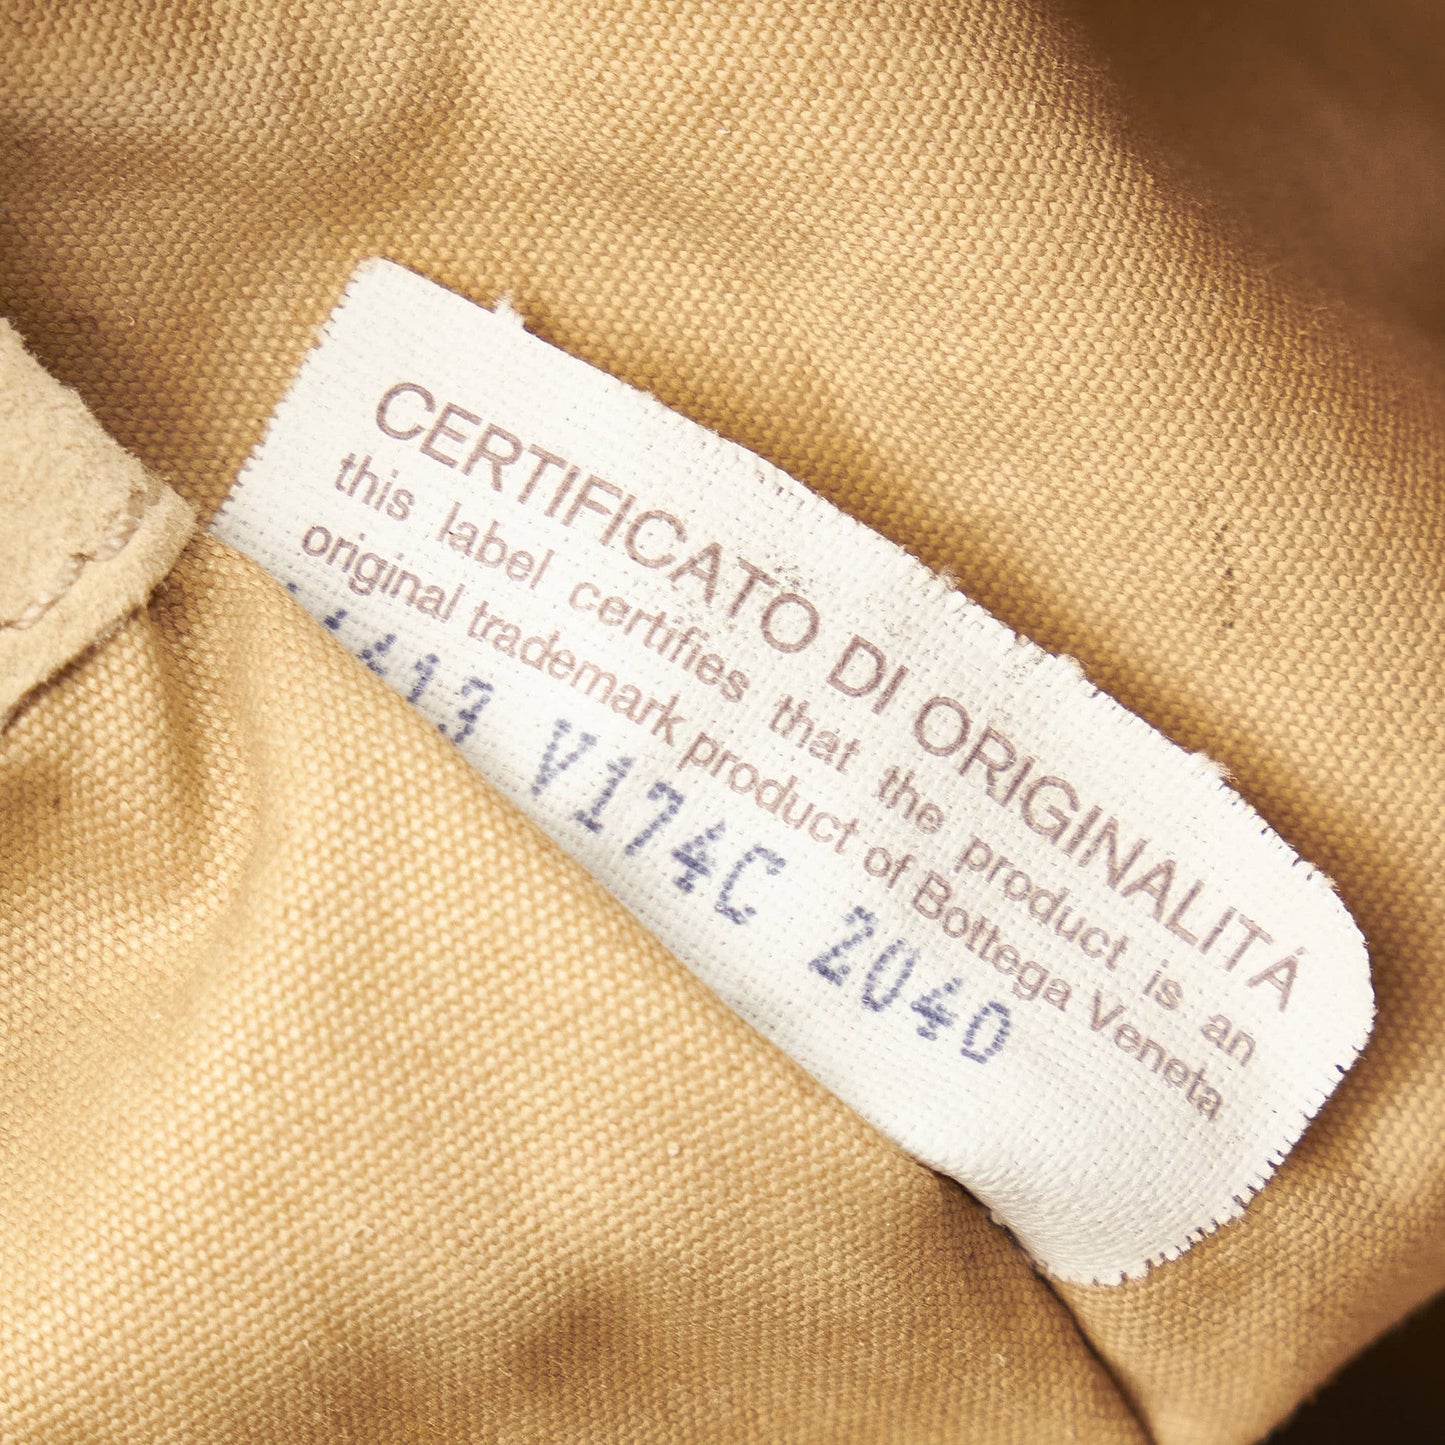 CERTIFICATO DI ORIGINALITÁ
this label certifies that the product is an
original trademark product of Bottega Veneta
V174C 2040